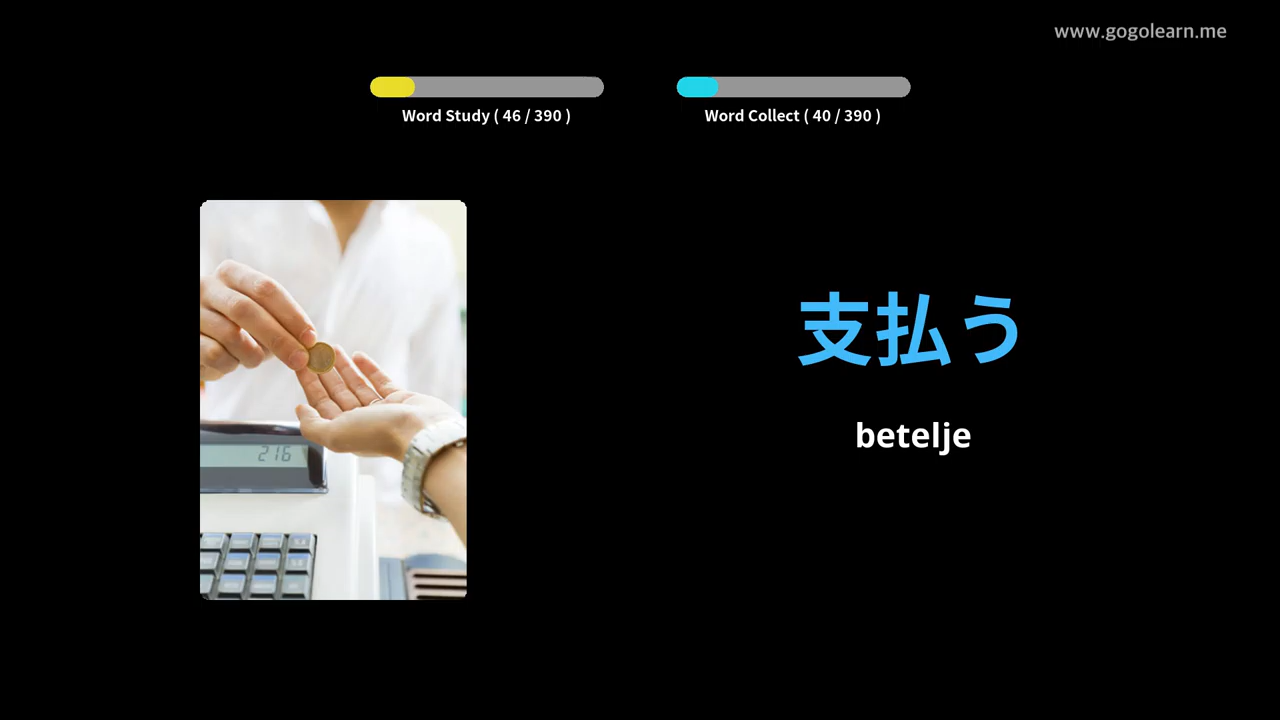 www.gogolearn.me
Word Study ( 46 / 390 )
Word Collect ( 40 / 390 )
216
支払う
betelje